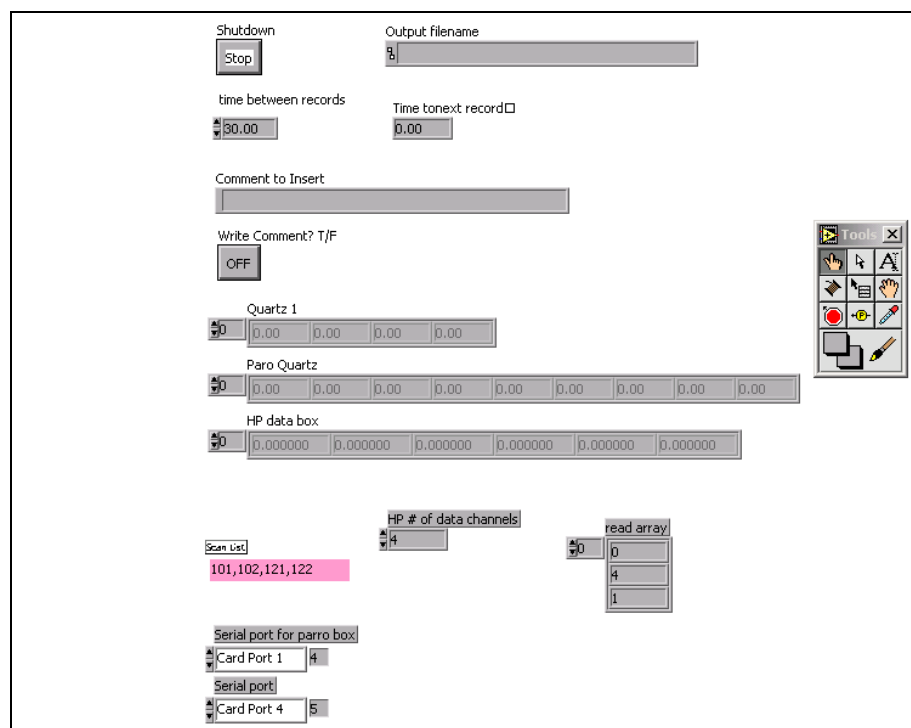 Shutdown
Stop
Output filename
time between records
30.00
Time tonext record
0.00
Comment to Insert
Write Comment? T/F
OFF
Tools
A
P
Quartz 1
0 0.00 0.00 0.00 0.00
Paro Quartz
0 0.00 0.00 0.00 0.00 0.00 0.00 0.00 0.00 0.00
HP data box
0 0.000000 0.000000 0.000000 0.000000 0.000000 0.000000
HP # of data channels
4
read array
0 0
4
1
Scan List
101,102,121,122
Serial port for parro box
Card Port 1 4
Serial port
Card Port 4 5